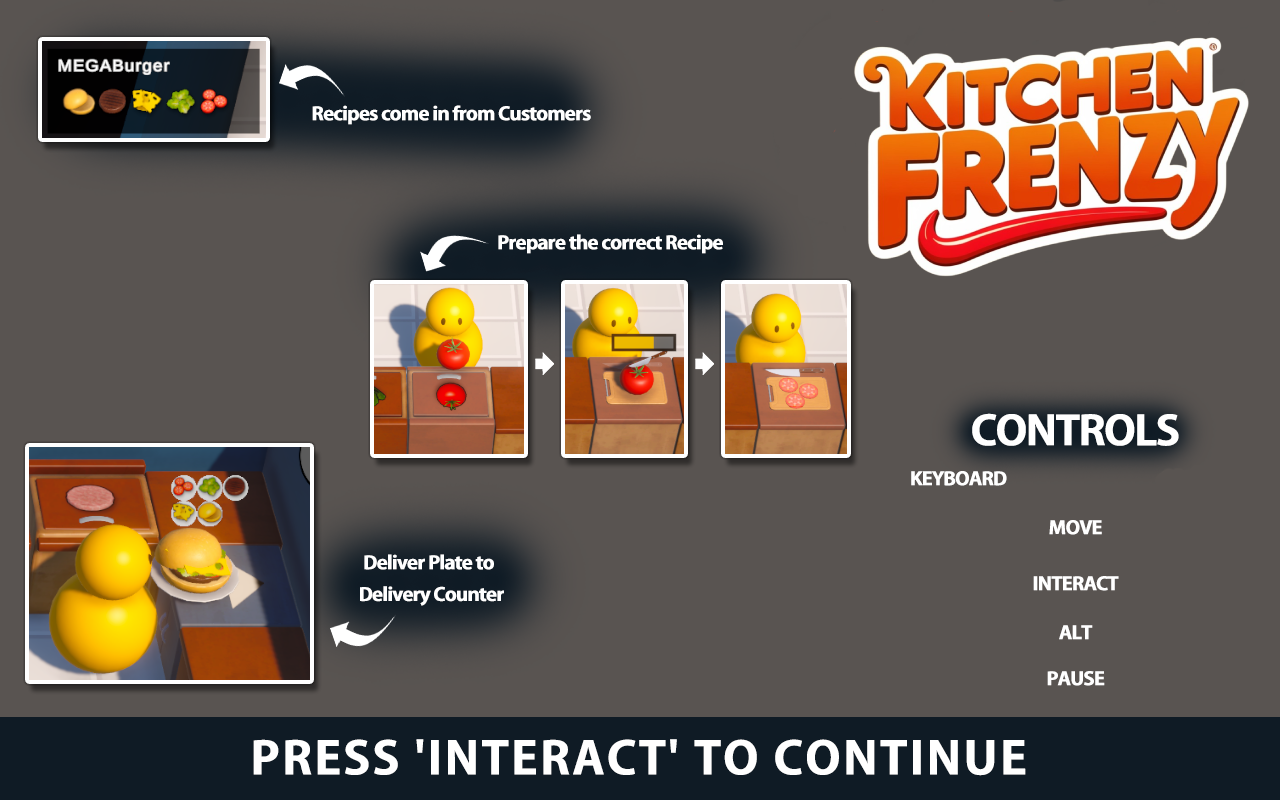 MEGABurger
Recipes come in from Customers
KITCHEN
FRENZY
®
Prepare the correct Recipe
Deliver Plate to
Delivery Counter
CONTROLS
KEYBOARD
MOVE
INTERACT
ALT
PAUSE
PRESS 'INTERACT' TO CONTINUE